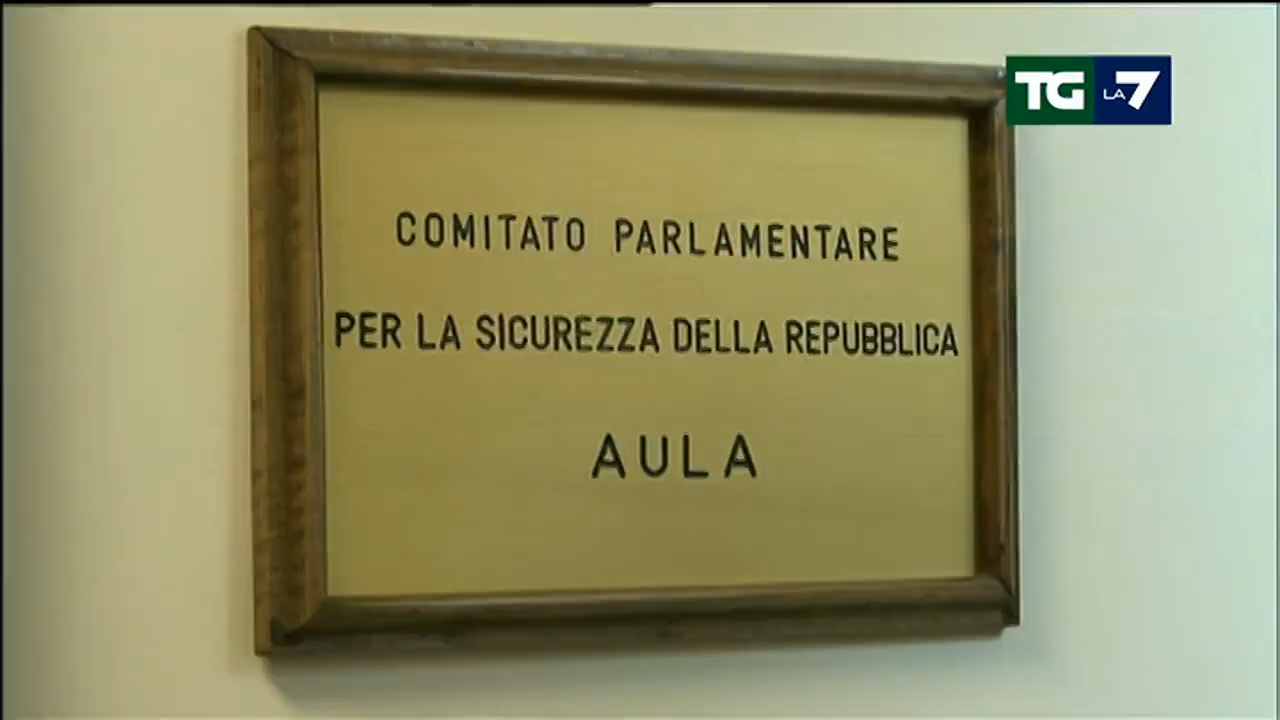 TG LA7
COMITATO PARLAMENTARE
PER LA SICUREZZA DELLA REPUBBLICA
AULA